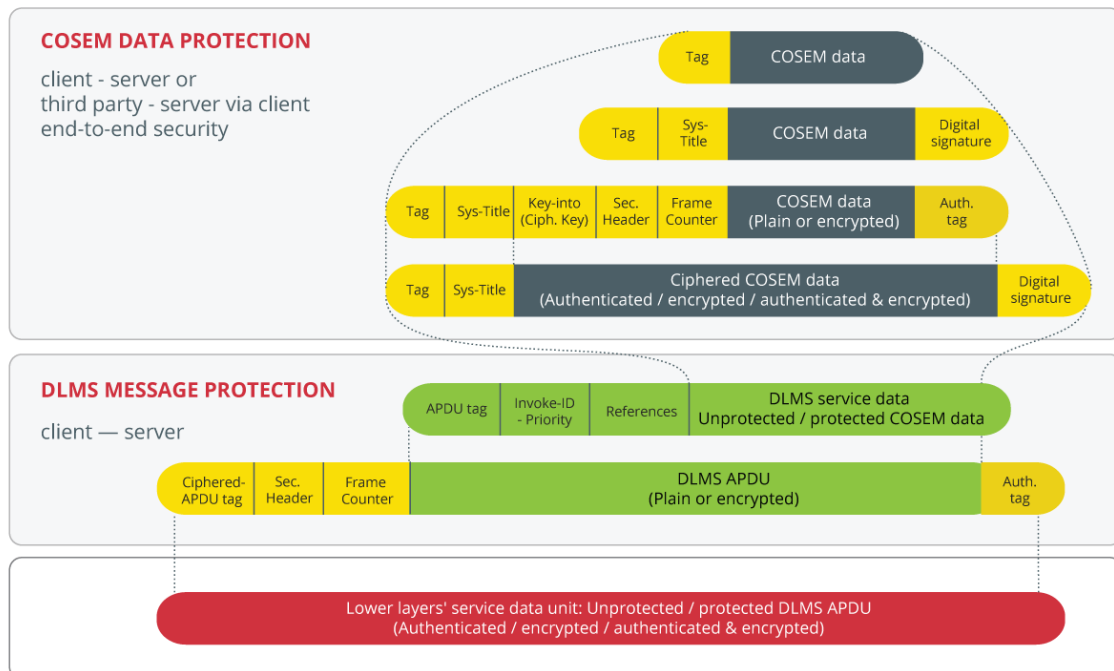 COSEM DATA PROTECTION
client - server or
third party - server via client
end-to-end security
Tag
COSEM data
Tag
Sys-
Title
COSEM data
Digital
signature
Tag
Sys-Title
Key-into
(Ciph. Key)
Sec.
Header
Frame
Counter
COSEM data
(Plain or encrypted)
Auth.
tag
Tag
Sys-Title
Ciphered COSEM data
(Authenticated / encrypted / authenticated & encrypted)
Digital
signature
DLMS MESSAGE PROTECTION
client — server
APDU tag
Invoke-ID
- Priority
References
DLMS service data
Unprotected / protected COSEM data
Ciphered-
APDU tag
Sec.
Header
Frame
Counter
DLMS APDU
(Plain or encrypted)
Auth.
tag
Lower layers' service data unit: Unprotected / protected DLMS APDU
(Authenticated / encrypted / authenticated & encrypted)